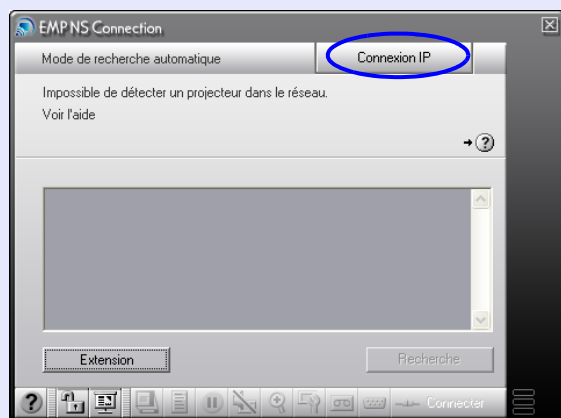 EMP NS Connection
Mode de recherche automatique
Connexion IP
Impossible de détecter un projecteur dans le réseau.
Voir l'aide
Extension
Recherche
Connecter